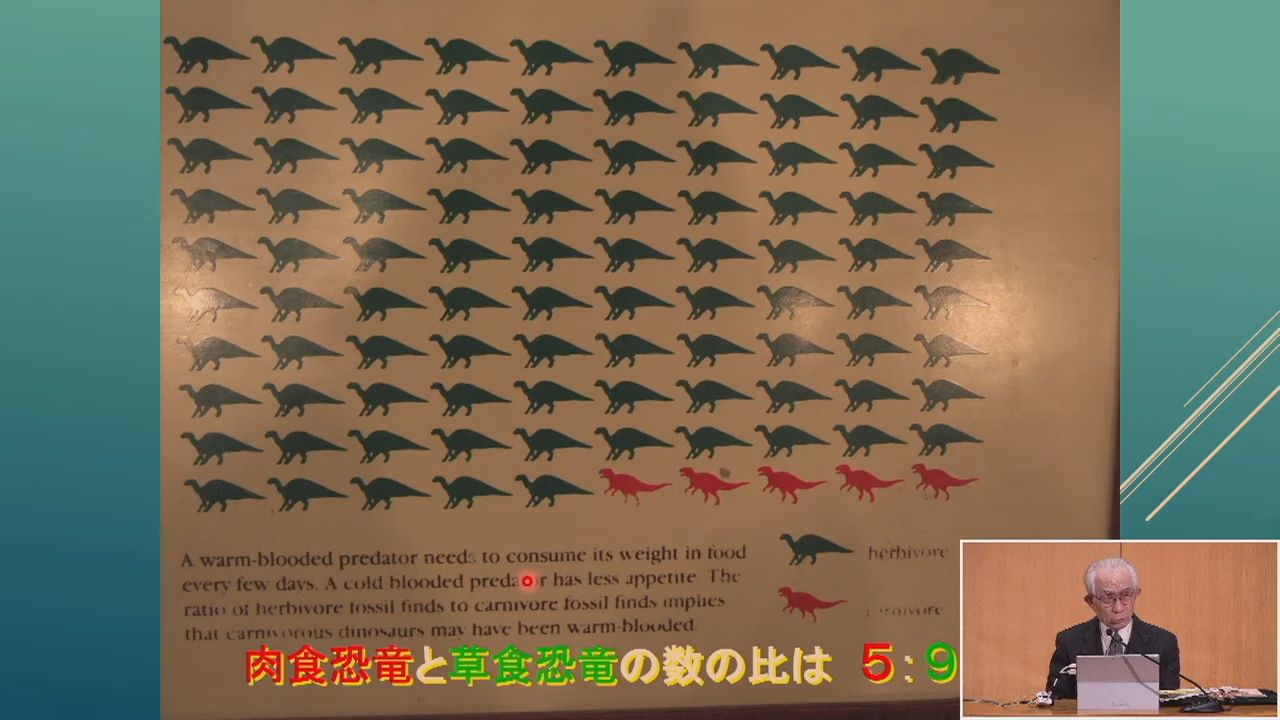 A warm-blooded predator needs to consume its weight in food
every few days. A cold-blooded predator has less appetite. The
ratio of herbivore fossil finds to carnivore fossil finds implies
that carnivorous dinosaurs may have been warm-blooded
herbivore
carnivore
肉食恐竜と草食恐竜の数の比は 5:9